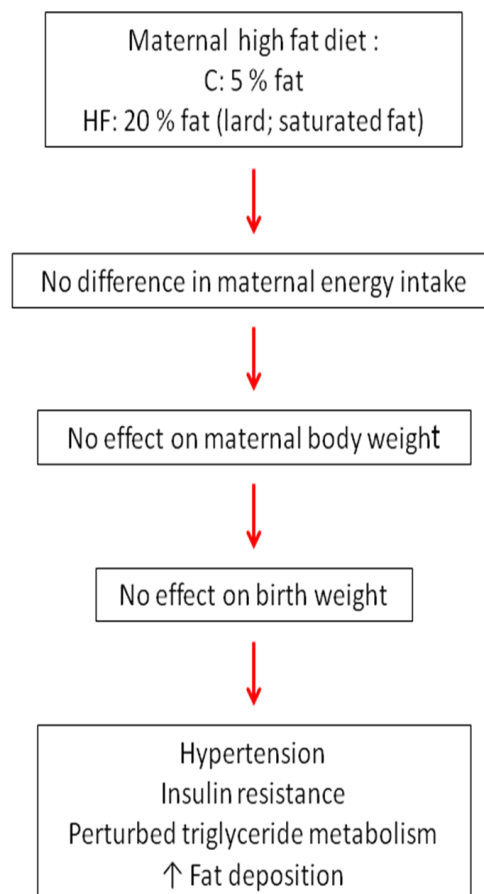 Maternal high fat diet :
C: 5 % fat
HF: 20 % fat (lard; saturated fat)
No difference in maternal energy intake
No effect on maternal body weight
No effect on birth weight
Hypertension
Insulin resistance
Perturbed triglyceride metabolism
↑ Fat deposition